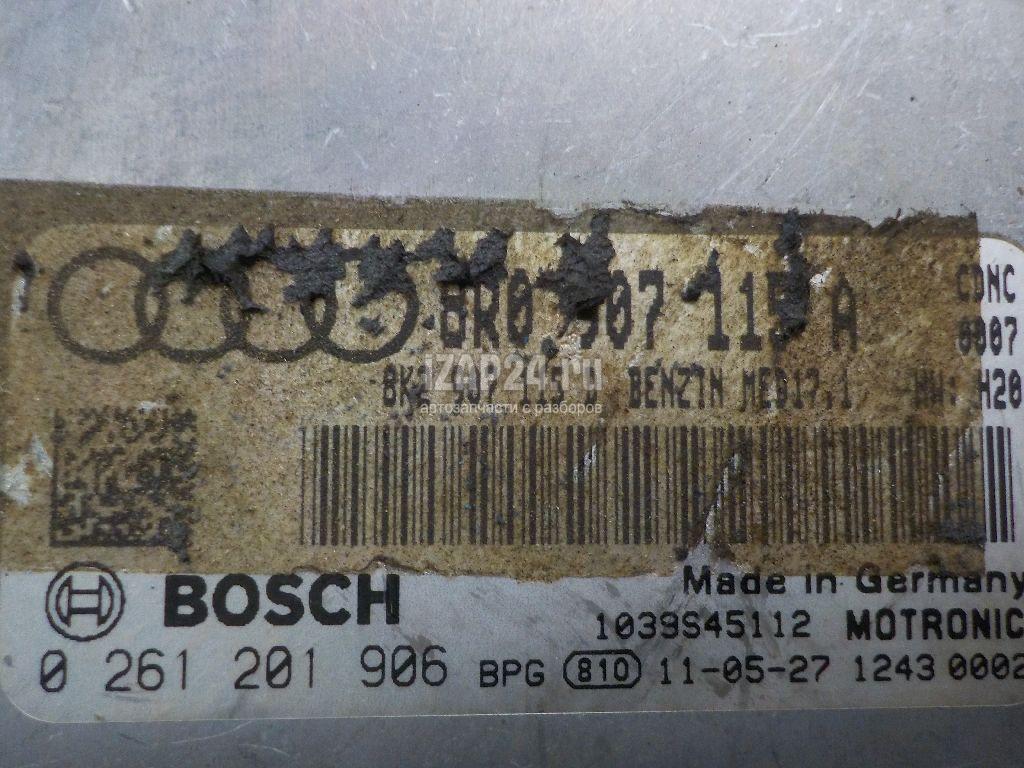 8R0 907 115 A CDNC
0007
BENZIN MED17.1 HW: H20
iZAP24.ru
автозапчасти с разборов
BOSCH
Made in Germany
1039S45112 MOTRONIC
0 261 201 906 BPG 810 11-05-27 1243 0002